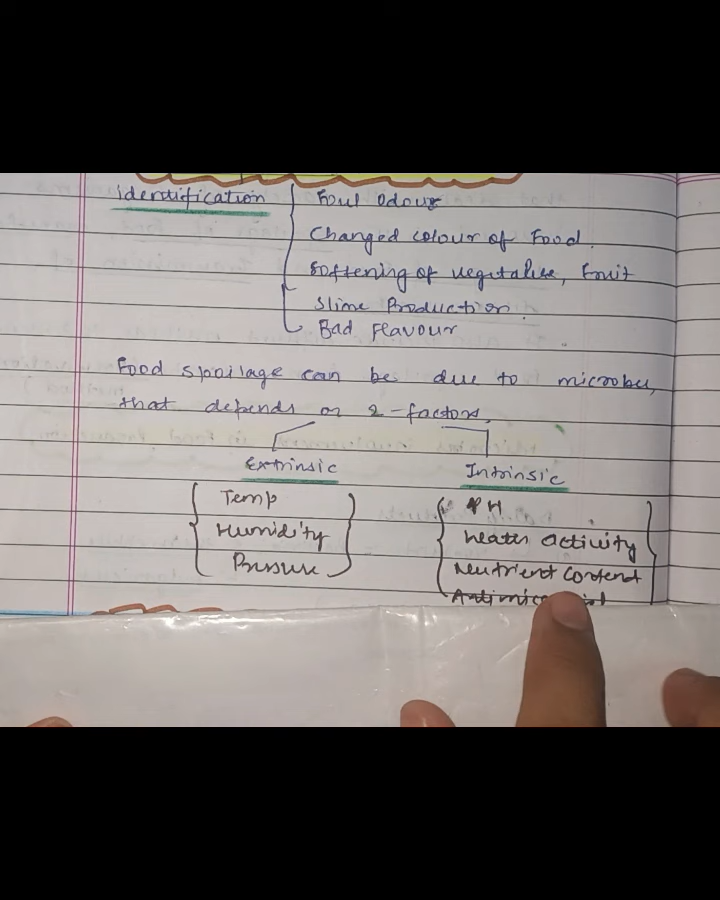 identification
Foul Odour
Changed colour of Food.
Softening of vegetables, Fruit
Slime Production.
Bad Flavour
Food spoilage can be due to microbes,
that depends on 2-factors.
Extrinsic Intrinsic
Temp PH
Humidity water activity
Pressure Neutrient Content